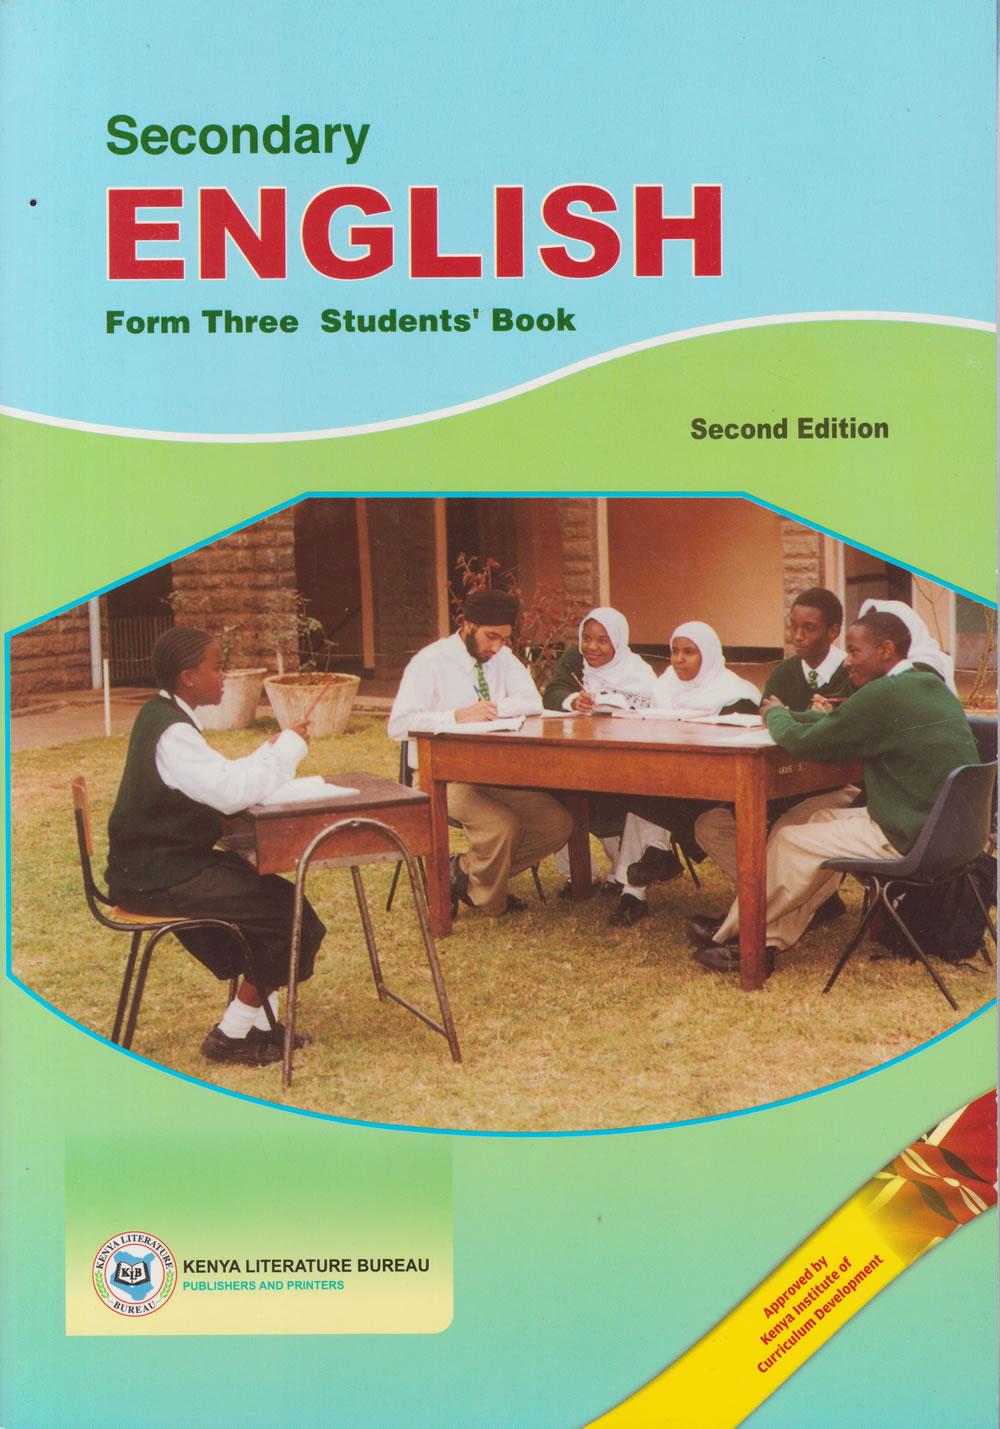 Secondary
ENGLISH
Form Three Students' Book
Second Edition
KENYA LITERATURE
KLB
BUREAU
KENYA LITERATURE BUREAU
PUBLISHERS AND PRINTERS
Approved by
Kenya Institute of
Curriculum Development